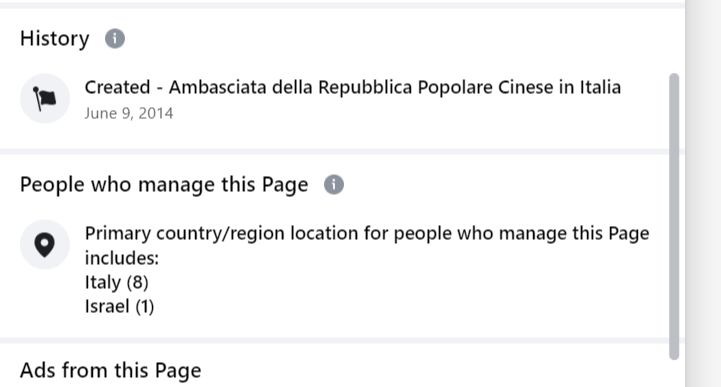 History
Created - Ambasciata della Repubblica Popolare Cinese in Italia
June 9, 2014
People who manage this Page
Primary country/region location for people who manage this Page
includes:
Italy (8)
Israel (1)
Ads from this Page